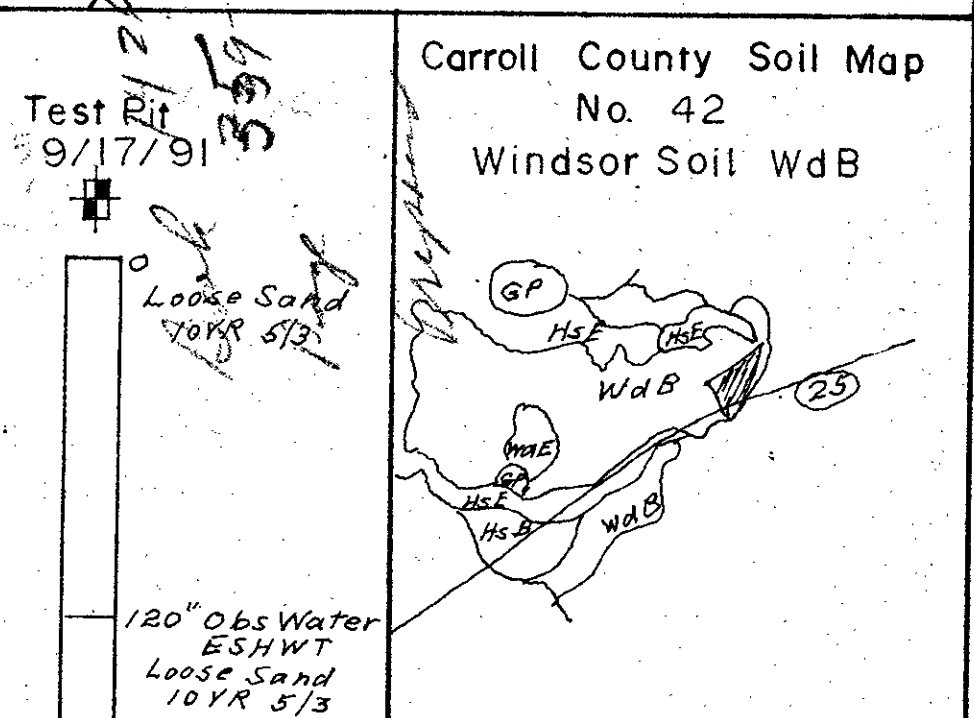 Test Pit
9/17/91
0
Loose Sand
10YR 5/3
120" Obs Water
ESHWT
Loose Sand
10YR 5/3
Carroll County Soil Map
No. 42
Windsor Soil WdB
GP
HsE
HsE
WdB
25
WaE
GP
HsE
HsB
WdB